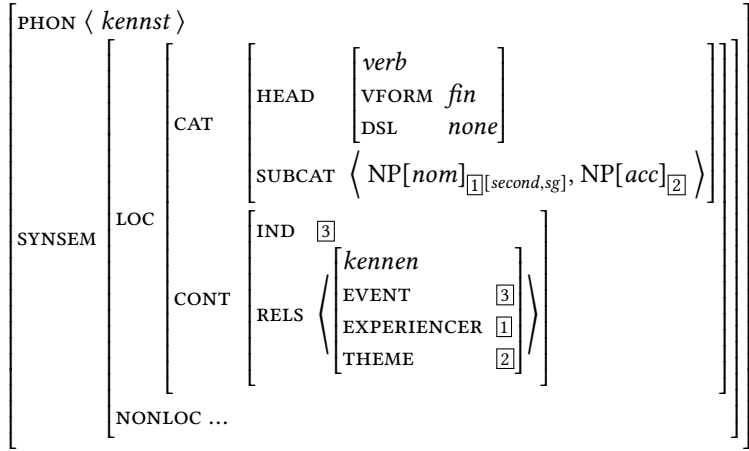 PHON ⟨ kennst ⟩
verb
HEAD VFORM fin
CAT DSL none
SUBCAT ⟨ NP[nom]1[second,sg], NP[acc]2 ⟩
LOC
SYNSEM IND 3
kennen
CONT EVENT 3
RELS EXPERIENCER 1
THEME 2
NONLOC ...